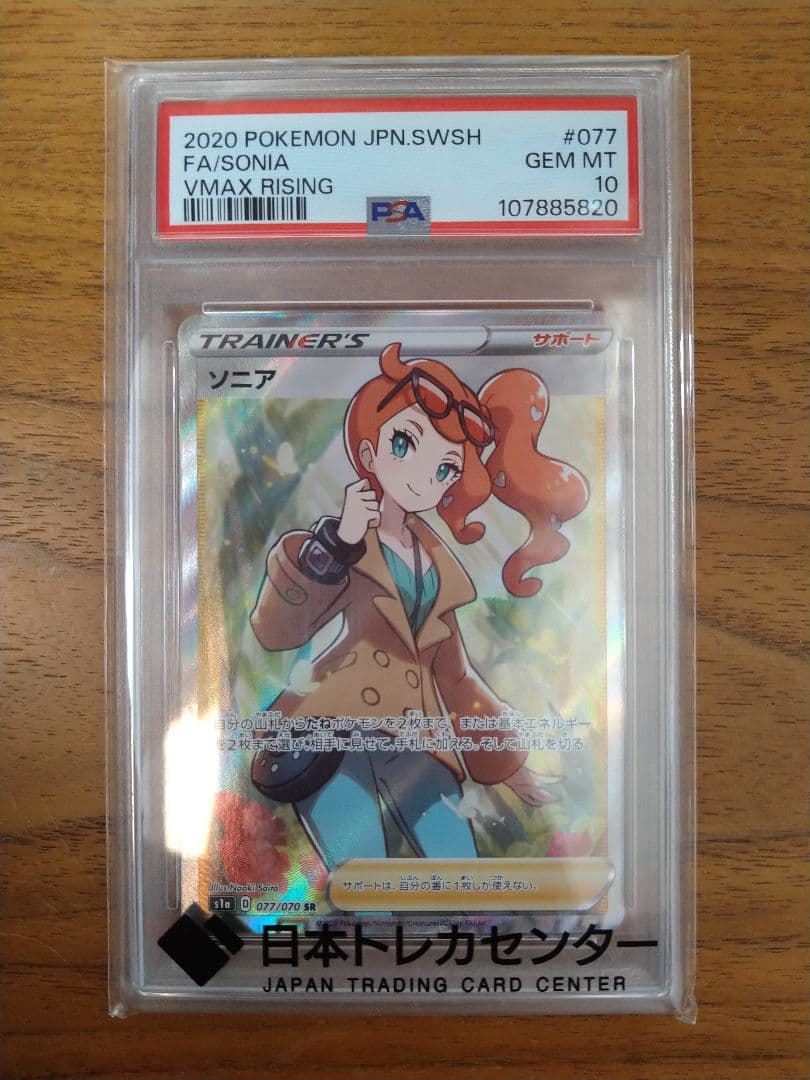 2020 POKEMON JPN.SWSH #077
FA/SONIA GEM MT
VMAX RISING 10
PSA 107885820
TRAINER'S サポート
ソニア
自分の山札からたねポケモンを2枚まで、または基本エネルギー
を2枚まで選び、相手に見せて、手札に加える。そして山札を切る
サポートは、自分の番に1枚しか使えない。
Illus. Naoki Saito
s1a D 077/070 SR
Pokémon/Nintendo/Creatures/GAME FREAK
日本トレカセンター
JAPAN TRADING CARD CENTER